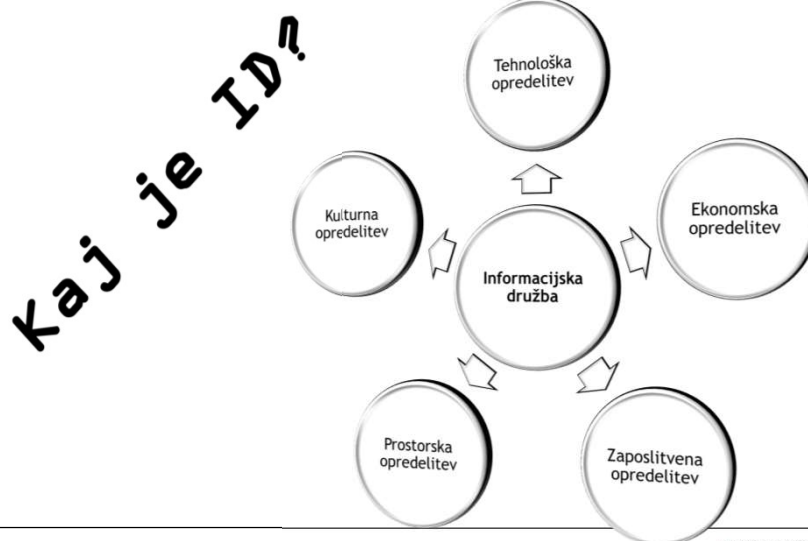 Kaj je ID?
Tehnološka
opredelitev
Ekonomska
opredelitev
Zaposlitvena
opredelitev
Prostorska
opredelitev
Kulturna
opredelitev
Informacijska
družba